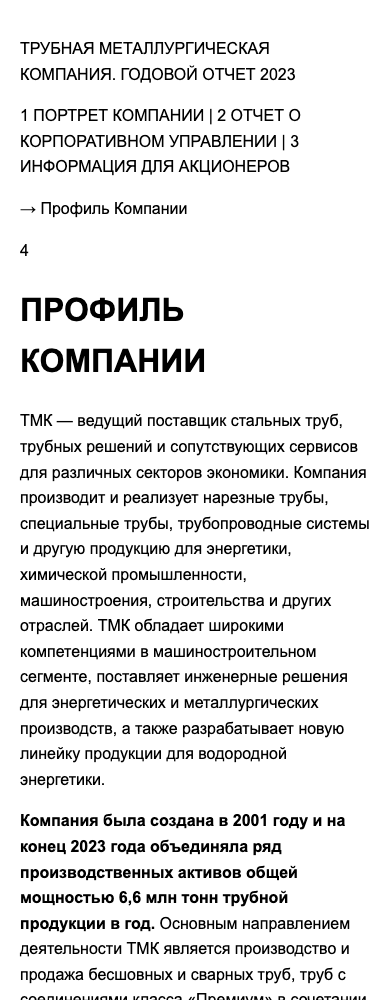 ТРУБНАЯ МЕТАЛЛУРГИЧЕСКАЯ
КОМПАНИЯ. ГОДОВОЙ ОТЧЕТ 2023
1 ПОРТРЕТ КОМПАНИИ | 2 ОТЧЕТ О
КОРПОРАТИВНОМ УПРАВЛЕНИИ | 3
ИНФОРМАЦИЯ ДЛЯ АКЦИОНЕРОВ
→ Профиль Компании
4
ПРОФИЛЬ
КОМПАНИИ
ТМК — ведущий поставщик стальных труб,
трубных решений и сопутствующих сервисов
для различных секторов экономики. Компания
производит и реализует нарезные трубы,
специальные трубы, трубопроводные системы
и другую продукцию для энергетики,
химической промышленности,
машиностроения, строительства и других
отраслей. ТМК обладает широкими
компетенциями в машиностроительном
сегменте, поставляет инженерные решения
для энергетических и металлургических
производств, а также разрабатывает новую
линейку продукции для водородной
энергетики.
Компания была создана в 2001 году и на
конец 2023 года объединяла ряд
производственных активов общей
мощностью 6,6 млн тонн трубной
продукции в год. Основным направлением
деятельности ТМК является производство и
продажа бесшовных и сварных труб, труб с
соединениями класса «Премиум» в сочетании